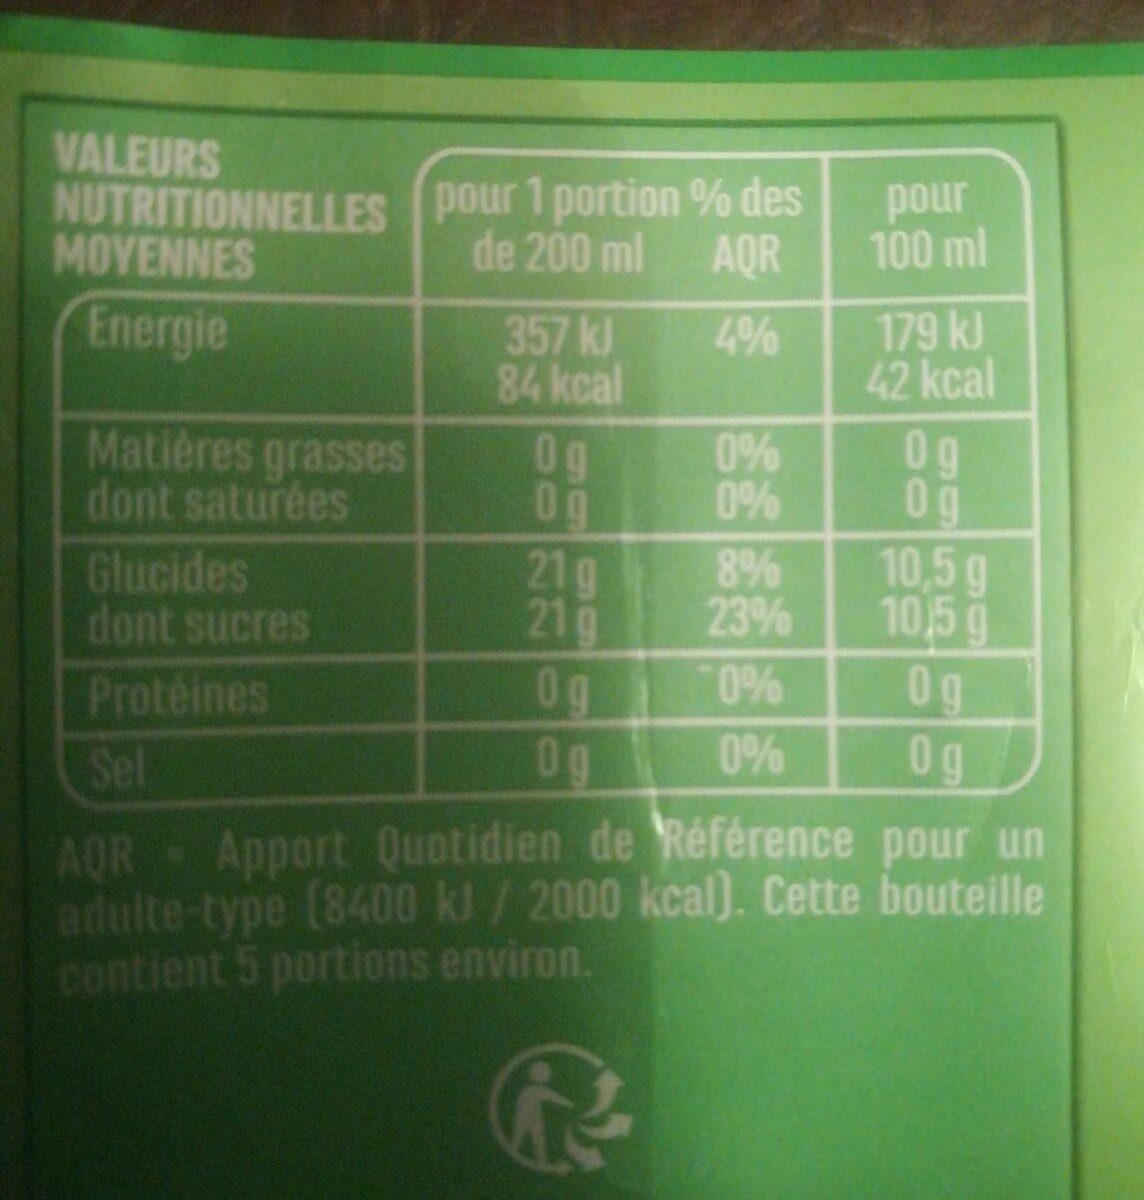 VALEURS
NUTRITIONNELLES
MOYENNES
pour 1 portion % des pour
de 200 ml AQR 100 ml
Energie 357 kJ 4% 179 kJ
84 kcal 42 kcal
Matières grasses 0 g 0% 0 g
dont saturées 0 g 0% 0 g
Glucides 21 g 8% 10,5 g
dont sucres 21 g 23% 10,5 g
Protéines 0 g 0% 0 g
Sel 0 g 0% 0 g
AQR = Apport Quotidien de Référence pour un
adulte-type (8400 kJ / 2000 kcal). Cette bouteille
contient 5 portions environ.